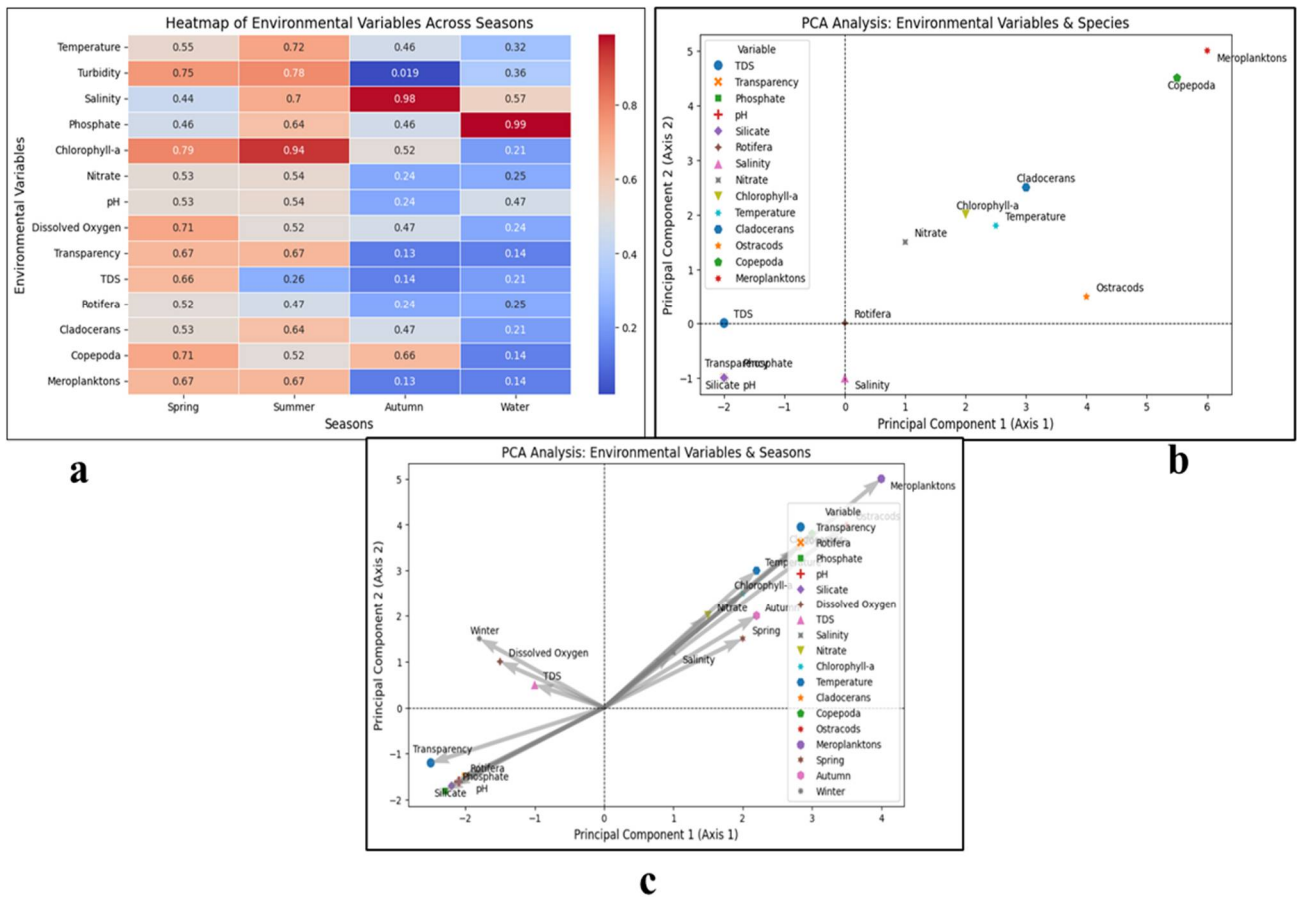 Heatmap of Environmental Variables Across Seasons
Environmental Variables
Temperature 0.55 0.72 0.46 0.32
Turbidity 0.75 0.78 0.019 0.36
Salinity 0.44 0.7 0.98 0.57
Phosphate 0.46 0.64 0.46 0.99
Chlorophyll-a 0.79 0.94 0.52 0.21
Nitrate 0.53 0.54 0.24 0.25
pH 0.53 0.54 0.24 0.47
Dissolved Oxygen 0.71 0.52 0.47 0.24
Transparency 0.67 0.67 0.13 0.14
TDS 0.66 0.26 0.14 0.21
Rotifera 0.52 0.47 0.24 0.25
Cladocerans 0.53 0.64 0.47 0.21
Copepoda 0.71 0.52 0.66 0.14
Meroplanktons 0.67 0.67 0.13 0.14
Spring Summer Autumn Water
Seasons
0.8
0.6
0.4
0.2
a
PCA Analysis: Environmental Variables & Species
Principal Component 2 (Axis 2)
5
4
3
2
1
0
−1
Variable
TDS
Transparency
Phosphate
pH
Silicate
Rotifera
Salinity
Nitrate
Chlorophyll-a
Temperature
Cladocerans
Ostracods
Copepoda
Meroplanktons
Meroplanktons
Copepoda
Cladocerans
Chlorophyll-a
Temperature
Nitrate
Ostracods
TDS
Rotifera
Transparency
Phosphate
Silicate pH
Salinity
−2 −1 0 1 2 3 4 5 6
Principal Component 1 (Axis 1)
b
PCA Analysis: Environmental Variables & Seasons
Principal Component 2 (Axis 2)
5
4
3
2
1
0
−1
−2
Meroplanktons
Ostracods
Temperature
Chlorophyll-a
Nitrate
Autumn
Spring
Salinity
Winter
Dissolved Oxygen
TDS
Transparency
Rotifera
Phosphate
pH
Silicate
Variable
Transparency
Rotifera
Phosphate
pH
Silicate
Dissolved Oxygen
TDS
Salinity
Nitrate
Chlorophyll-a
Temperature
Cladocerans
Copepoda
Ostracods
Meroplanktons
Spring
Autumn
Winter
−2 −1 0 1 2 3 4
Principal Component 1 (Axis 1)
c